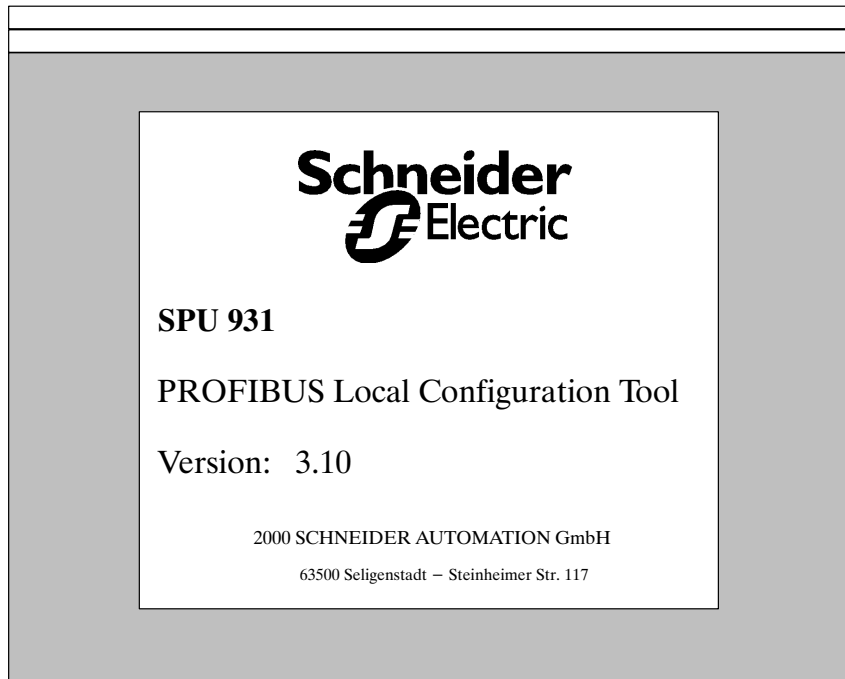 Schneider
Electric
SPU 931
PROFIBUS Local Configuration Tool
Version: 3.10
2000 SCHNEIDER AUTOMATION GmbH
63500 Seligenstadt − Steinheimer Str. 117